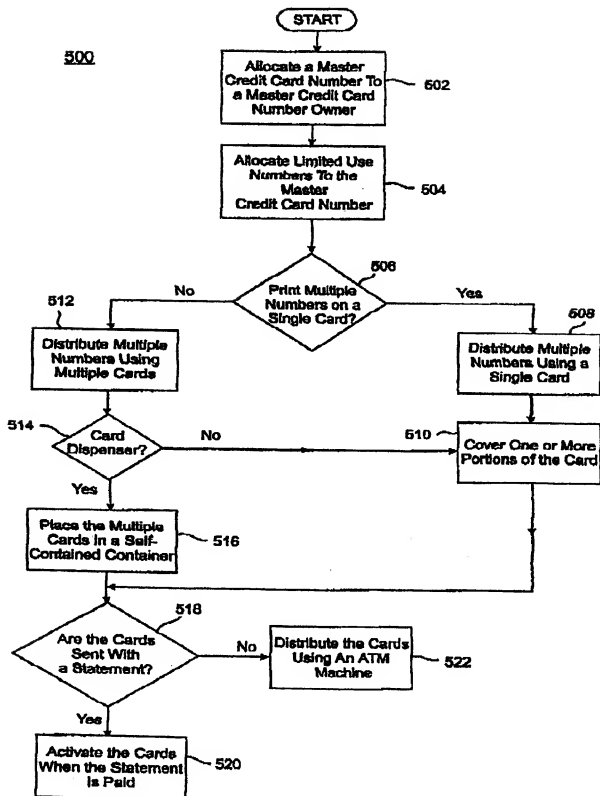 START
500
Allocate a Master
Credit Card Number To
a Master Credit Card
Number Owner
502
Allocate Limited Use
Numbers To the
Master
Credit Card Number
504
506
Print Multiple
Numbers on a
Single Card?
No
Yes
512
Distribute Multiple
Numbers Using
Multiple Cards
508
Distribute Multiple
Numbers Using a
Single Card
514
Card
Dispenser?
No
Yes
510
Cover One or More
Portions of the Card
Place the Multiple
Cards in a Self-
Contained Container
516
518
Are the Cards
Sent With
a Statement?
No
Yes
Distribute the Cards
Using An ATM
Machine
522
Activate the Cards
When the Statement
is Paid
520